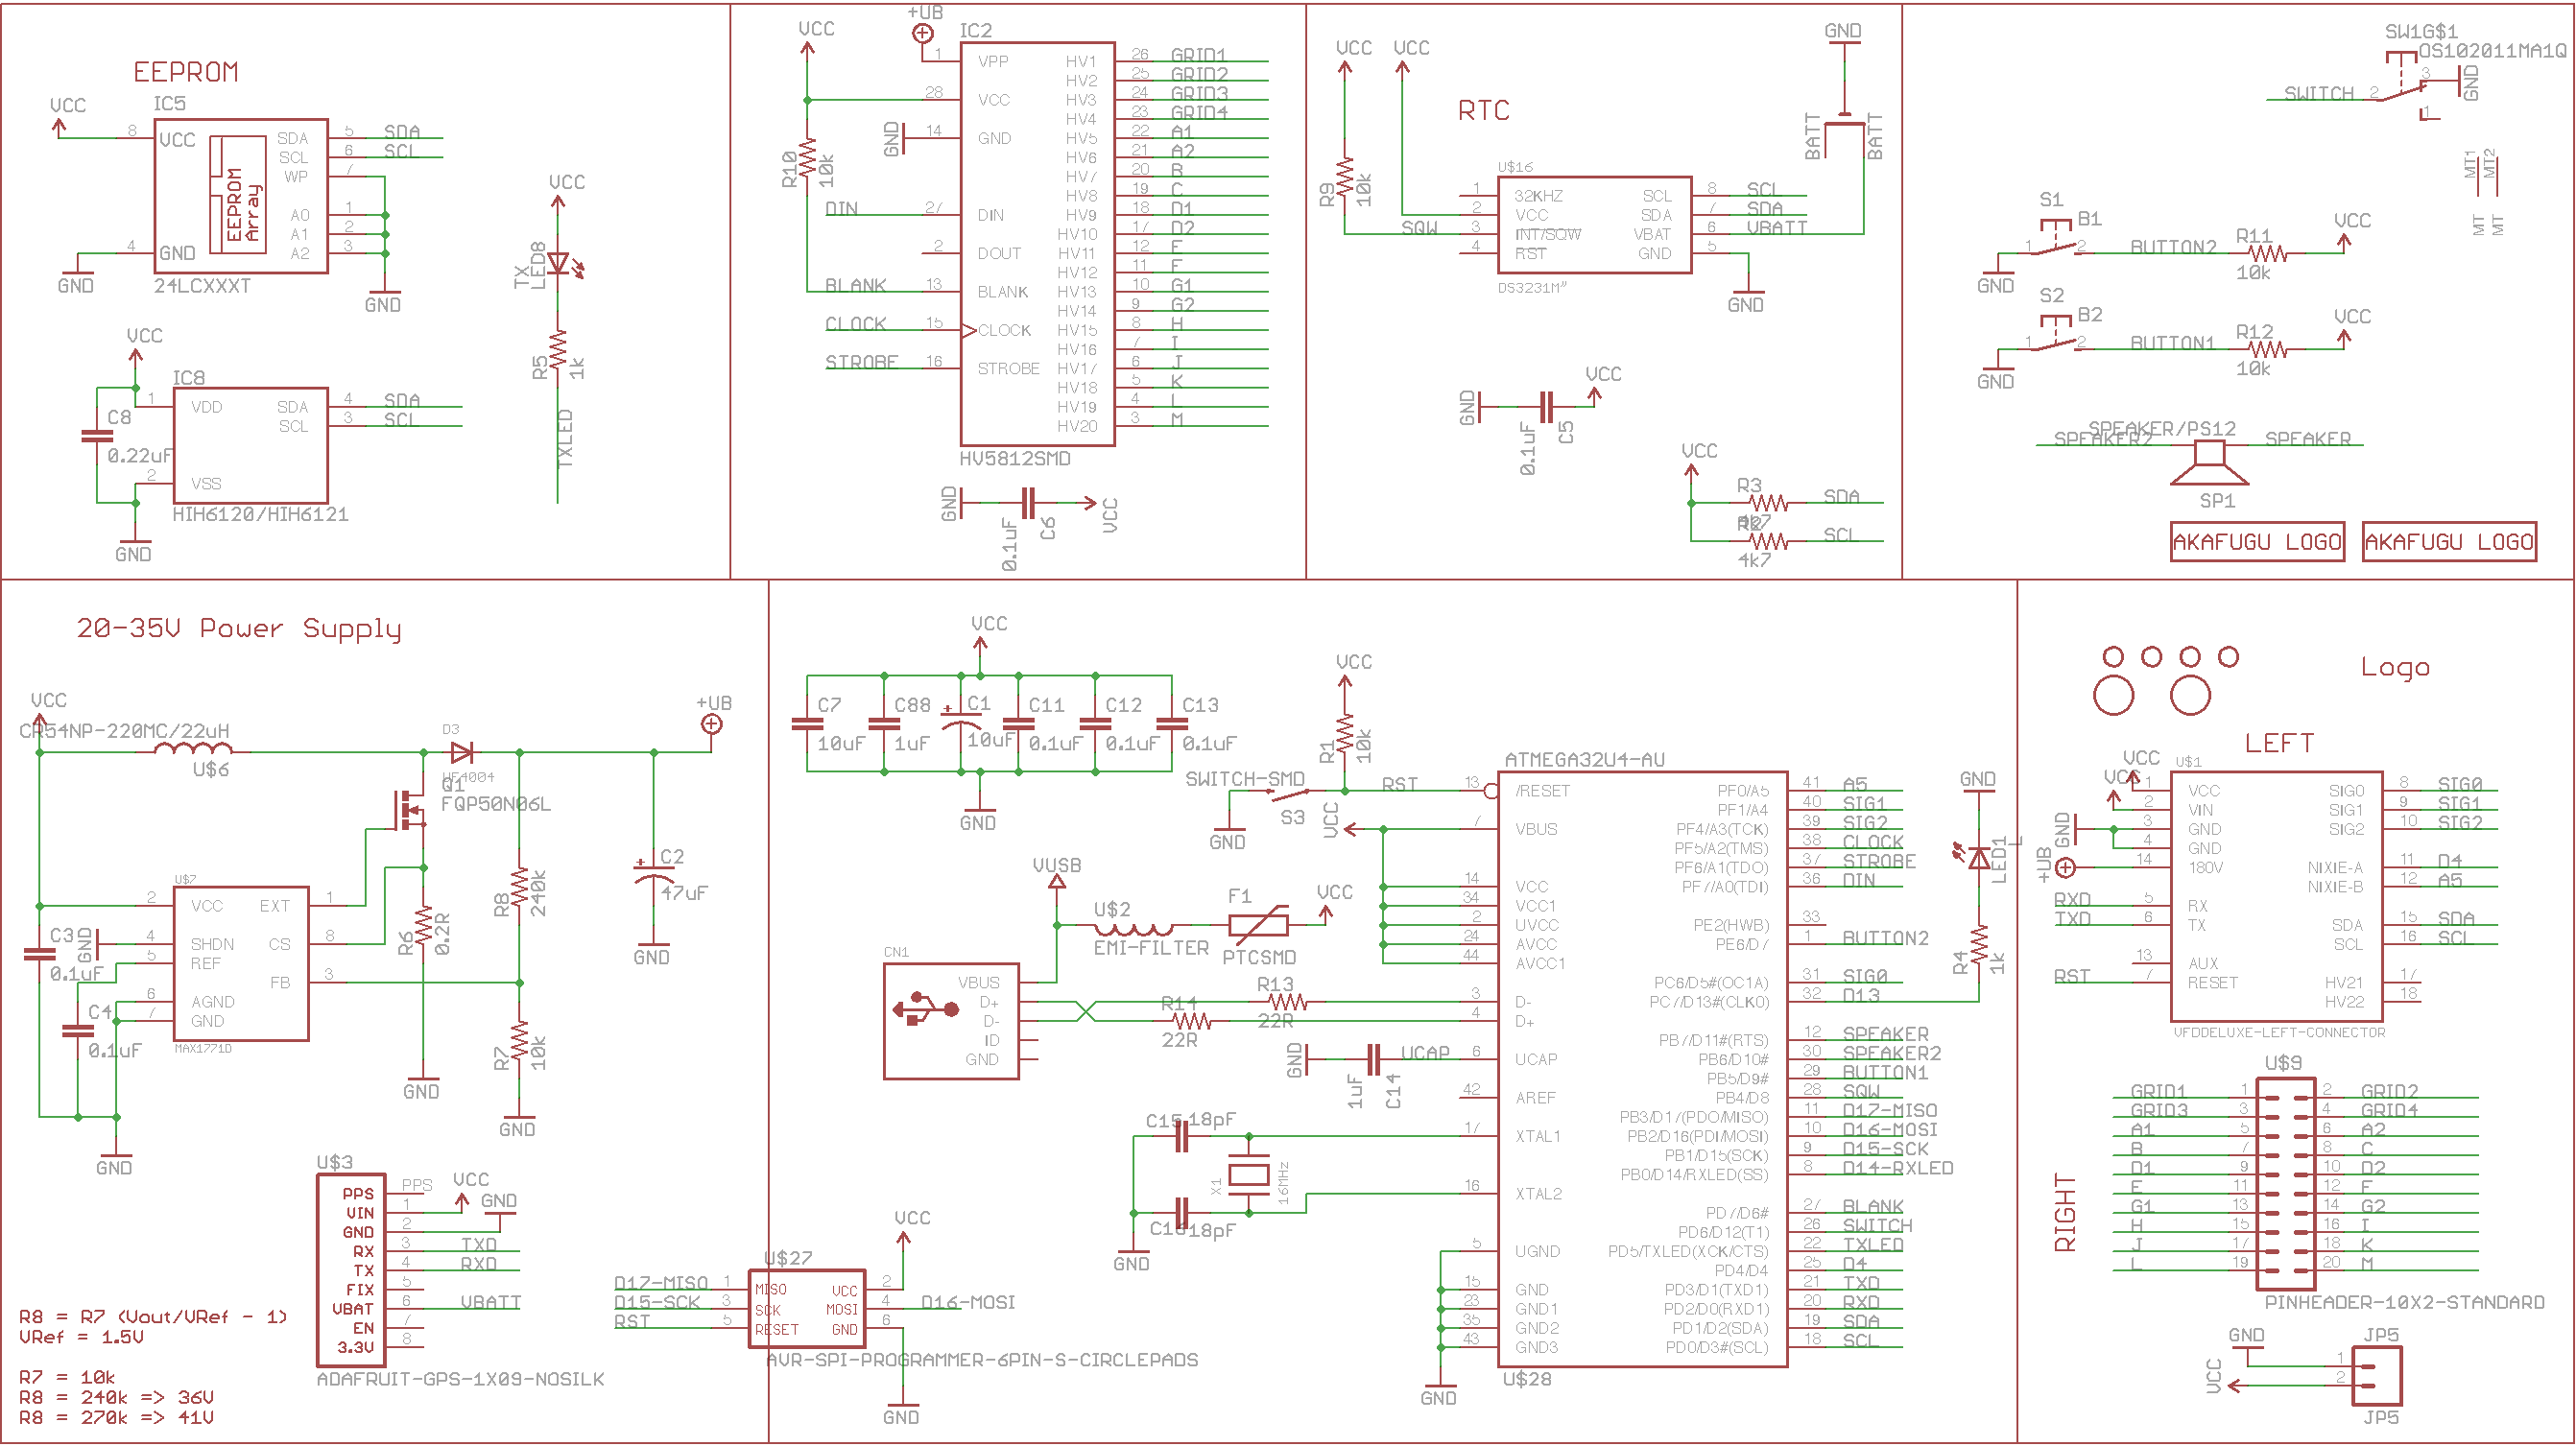 EEPROM
VCC
IC5
8
VCC
SDA
5
SDA
SCL
6
SCL
WP
7
EEPROM
Array
A0
1
A1
2
A2
3
4
GND
GND
24LCXXXT
GND
VCC
TX
LED8
R5
1k
TXLED
VCC
IC8
C8
0.22uF
1
VDD
SDA
4
SDA
SCL
3
SCL
2
VSS
HIH6120/HIH6121
GND
VCC
+UB
IC2
1
VPP
HV1
26
GRID1
HV2
25
GRID2
28
VCC
HV3
24
GRID3
HV4
23
GRID4
GND
14
GND
HV5
22
A1
R10
10k
HV6
21
A2
HV7
20
B
HV8
19
C
DIN
27
DIN
HV9
18
D1
HV10
17
D2
2
DOUT
HV11
12
E
HV12
11
F
BLANK
13
BLANK
HV13
10
G1
HV14
9
G2
CLOCK
15
CLOCK
HV15
8
H
HV16
7
I
STROBE
16
STROBE
HV17
6
J
HV18
5
K
HV19
4
L
HV20
3
M
HV5812SMD
GND
0.1uF
C6
VCC
RTC
VCC
VCC
GND
BATT
BATT
R9
10k
U$16
1
32KHZ
SCL
8
SCL
2
VCC
SDA
7
SDA
SQW
3
INT/SQW
VBAT
6
VBATT
4
RST
GND
5
DS3231M"
GND
VCC
GND
0.1uF
C5
VCC
R3
SDA
4k7
R2
SCL
4k7
SW1G$1
OS102011MA1Q
SWITCH
2
3
1
GND
MT1
MT2
MT
MT
S1
B1
1
2
BUTTON2
R11
10k
VCC
GND
S2
B2
1
2
BUTTON1
R12
10k
VCC
GND
SPEAKER/PS12
SPEAKER2
SPEAKER
SP1
AKAFUGU LOGO
AKAFUGU LOGO
20-35V Power Supply
VCC
CR54NP-220MC/22uH
U$6
D3
UF4004
Q1
FQP50N06L
+UB
C2
47uF
GND
R8
240k
U$7
2
VCC
EXT
1
4
SHDN
CS
8
5
REF
FB
3
6
AGND
7
GND
MAX1771D
GND
C3
0.1uF
C4
0.1uF
R6
0.2R
GND
R7
10k
GND
GND
U$3
PPS
PPS
VIN
1
VCC
GND
2
GND
RX
3
TXD
TX
4
RXD
FIX
5
VBAT
6
VBATT
EN
7
3.3V
8
ADAFRUIT-GPS-1X09-NOSILK
R8 = R7 (Vout/VRef - 1)
VRef = 1.5V
R7 = 10k
R8 = 240k => 36V
R8 = 270k => 41V
VCC
C7
10uF
C88
1uF
C1
10uF
C11
0.1uF
C12
0.1uF
C13
0.1uF
GND
VCC
R1
10k
SWITCH-SMD
S3
GND
RST
VCC
VUSB
U$2
EMI-FILTER
F1
PTCSMD
VCC
CN1
VBUS
D+
D-
ID
GND
R14
22R
R13
22R
GND
1uF
C14
UCAP
C15
18pF
18pF
X1
16MHz
GND
VCC
U$27
D17-MISO
1
MISO
VCC
2
D15-SCK
3
SCK
MOSI
4
D16-MOSI
RST
5
RESET
GND
6
AVR-SPI-PROGRAMMER-6PIN-S-CIRCLEPADS
GND
ATMEGA32U4-AU
13
/RESET
7
VBUS
14
VCC
34
VCC1
2
UVCC
24
AVCC
44
AVCC1
3
D-
4
D+
6
UCAP
42
AREF
17
XTAL1
16
XTAL2
5
UGND
15
GND
23
GND1
35
GND2
43
GND3
GND
U$28
PF0/A5
41
A5
PF1/A4
40
SIG1
PF4/A3(TCK)
39
SIG2
PF5/A2(TMS)
38
CLOCK
PF6/A1(TDO)
37
STROBE
PF7/A0(TDI)
36
DIN
PE2(HWB)
33
PE6/D7
1
BUTTON2
PC6/D5#(OC1A)
31
SIG0
PC7/D13#(CLK0)
32
D13
PB7/D11#(RTS)
12
SPEAKER
PB6/D10#
30
SPEAKER2
PB5/D9#
29
BUTTON1
PB4/D8
28
SQW
PB3/D17(PDO/MISO)
11
D17-MISO
PB2/D16(PDI/MOSI)
10
D16-MOSI
PB1/D15(SCK)
9
D15-SCK
PB0/D14/RXLED(SS)
8
D14-RXLED
PD7/D6#
27
BLANK
PD6/D12(T1)
26
SWITCH
PD5/TXLED(XCK/CTS)
22
TXLED
PD4/D4
25
D4
PD3/D1(TXD1)
21
TXD
PD2/D0(RXD1)
20
RXD
PD1/D2(SDA)
19
SDA
PD0/D3#(SCL)
18
SCL
GND
LED1
L
R4
1k
Logo
LEFT
VCC
VCC
U$1
1
VCC
SIG0
8
SIG0
2
VIN
SIG1
9
SIG1
GND
3
GND
SIG2
10
SIG2
4
GND
+UB
14
180V
NIXIE-A
11
D4
NIXIE-B
12
A5
RXD
5
RX
TXD
6
TX
SDA
15
SDA
SCL
16
SCL
13
AUX
RST
7
RESET
HV21
17
HV22
18
VFDDELUXE-LEFT-CONNECTOR
RIGHT
U$9
GRID1
1
2
GRID2
GRID3
3
4
GRID4
A1
5
6
A2
B
7
8
C
D1
9
10
D2
E
11
12
F
G1
13
14
G2
H
15
16
I
J
17
18
K
L
19
20
M
PINHEADER-10X2-STANDARD
GND
JP5
1
2
VCC
JP5